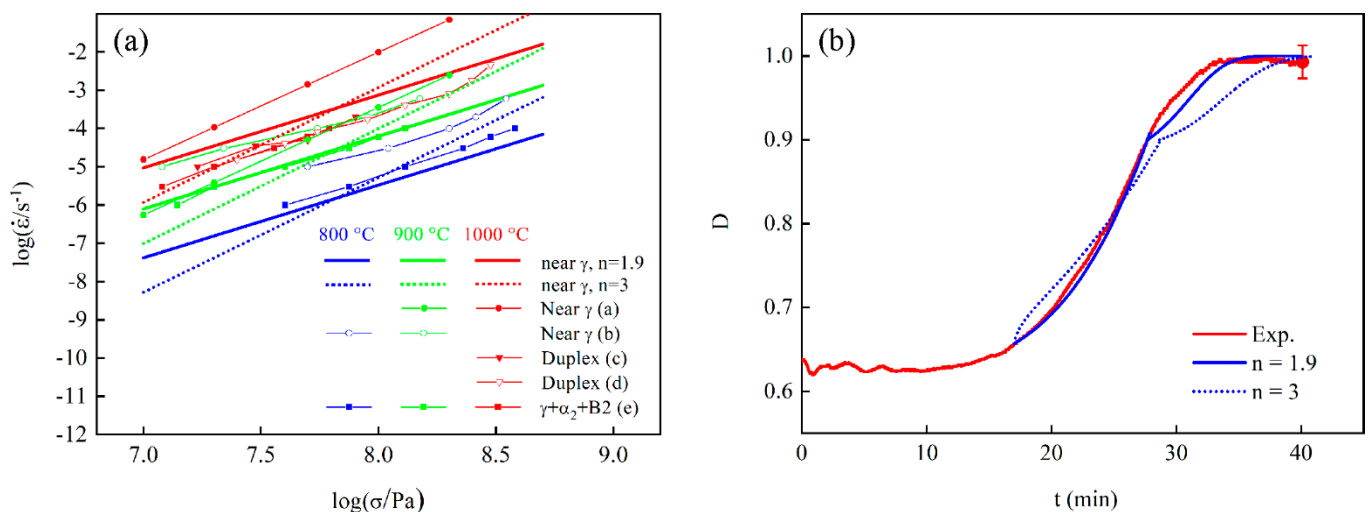 (a)
-2
-3
-4
-5
-6
-7
-8
-9
-10
-11
-12
log(ε̇/s⁻¹)
7.0 7.5 8.0 8.5 9.0
log(σ/Pa)
800 °C 900 °C 1000 °C
near γ, n=1.9
near γ, n=3
Near γ (a)
Near γ (b)
Duplex (c)
Duplex (d)
γ+α₂+B2 (e)
(b)
1.0
0.9
0.8
0.7
0.6
D
0 10 20 30 40
t (min)
Exp.
n = 1.9
n = 3